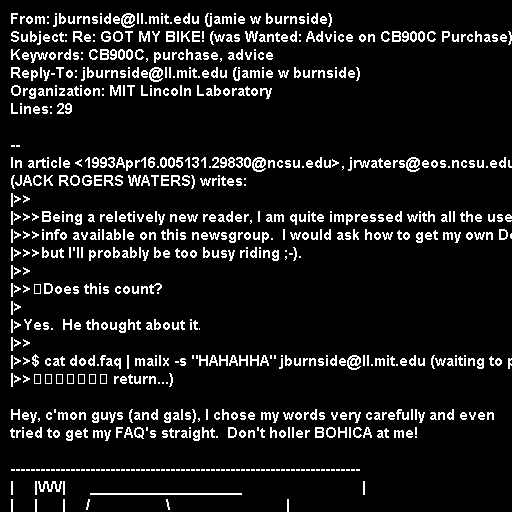 From: jburnside@ll.mit.edu (jamie w burnside)
Subject: Re: GOT MY BIKE! (was Wanted: Advice on CB900C Purchase)
Keywords: CB900C, purchase, advice
Reply-To: jburnside@ll.mit.edu (jamie w burnside)
Organization: MIT Lincoln Laboratory
Lines: 29

--
In article <1993Apr16.005131.29830@ncsu.edu>, jrwaters@eos.ncsu.edu
(JACK ROGERS WATERS) writes:
|>>
|>>>Being a reletively new reader, I am quite impressed with all the use
|>>>info available on this newsgroup.  I would ask how to get my own Do
|>>>but I'll probably be too busy riding ;-).
|>>
|>> ▯Does this count?
|>
|>Yes.  He thought about it.
|>>
|>>$ cat dod.faq | mailx -s "HAHAHHA" jburnside@ll.mit.edu (waiting to p
|>>▯▯▯▯▯▯▯ return...)

Hey, c'mon guys (and gals), I chose my words very carefully and even
tried to get my FAQ's straight.  Don't holler BOHICA at me!

----------------------------------------------------------------------
|     |\/\/\/|      ____________________                        |
|     |      |     /                    \                       |